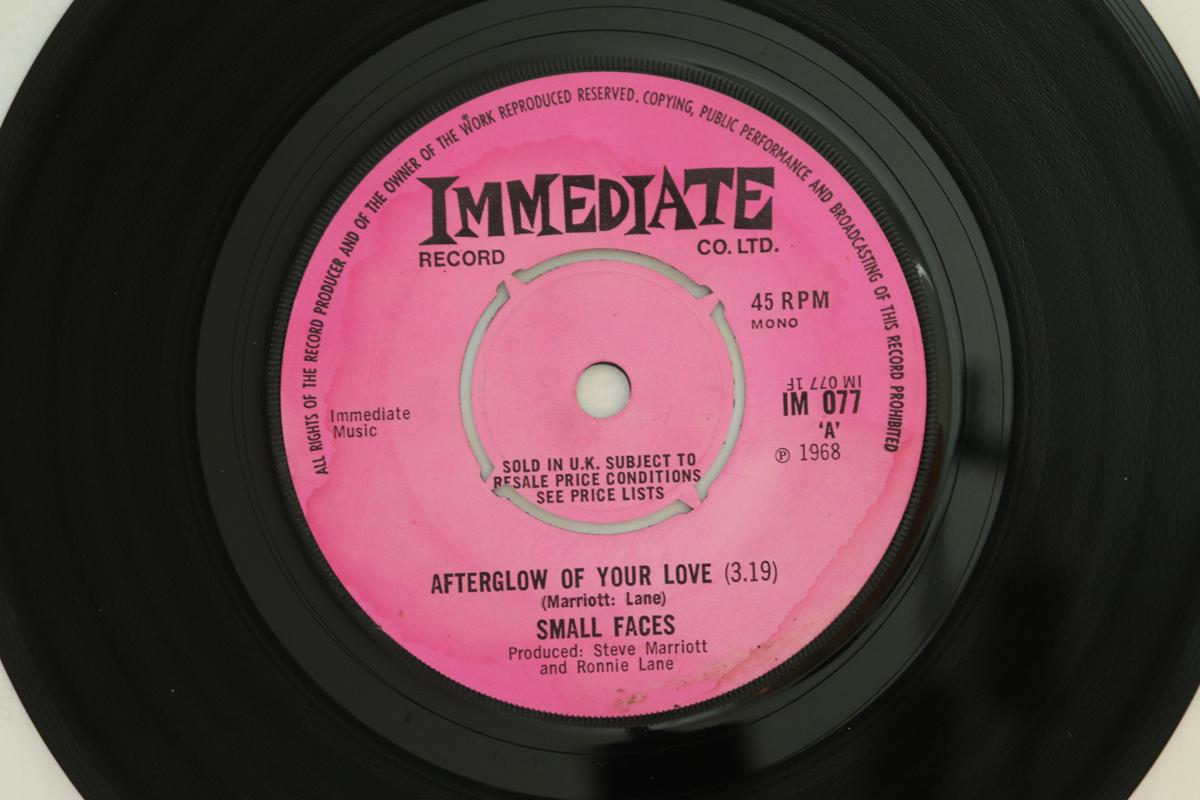 ALL RIGHTS OF THE RECORD PRODUCER AND OF THE OWNER OF THE WORK REPRODUCED RESERVED. COPYING, PUBLIC PERFORMANCE AND BROADCASTING OF THIS RECORD PROHIBITED
IMMEDIATE
RECORD CO. LTD.
45 RPM
MONO
IM 077 1F
IM 077
'A'
℗ 1968
Immediate
Music
SOLD IN U.K. SUBJECT TO
RESALE PRICE CONDITIONS
SEE PRICE LISTS
AFTERGLOW OF YOUR LOVE (3.19)
(Marriott: Lane)
SMALL FACES
Produced: Steve Marriott
and Ronnie Lane